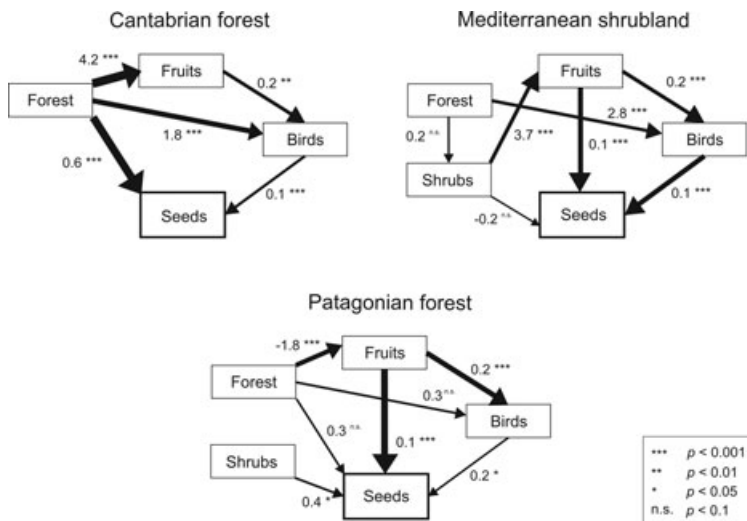 Cantabrian forest
4.2 ***
Fruits
0.2 **
Forest
1.8 ***
Birds
0.6 ***
0.1 ***
Seeds
Mediterranean shrubland
Fruits
0.2 ***
Forest
2.8 ***
0.2 n.s.
3.7 ***
Birds
0.1 ***
Shrubs
0.1 ***
-0.2 n.s.
Seeds
Patagonian forest
-1.8 ***
Fruits
0.2 ***
Forest
0.3 n.s.
Birds
0.3 n.s.
0.1 ***
Shrubs
0.2 *
0.4 *
Seeds
*** p < 0.001
** p < 0.01
* p < 0.05
n.s. p < 0.1